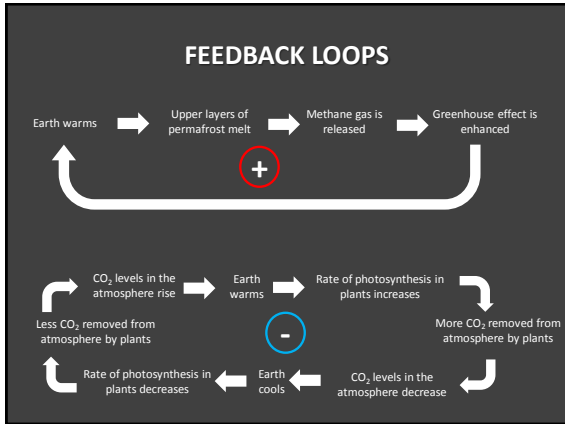 FEEDBACK LOOPS
Earth warms
Upper layers of
permafrost melt
Methane gas is
released
Greenhouse effect is
enhanced
+
CO₂ levels in the
atmosphere rise
Earth
warms
Rate of photosynthesis in
plants increases
More CO₂ removed from
atmosphere by plants
CO₂ levels in the
atmosphere decrease
Earth
cools
Rate of photosynthesis in
plants decreases
Less CO₂ removed from
atmosphere by plants
-